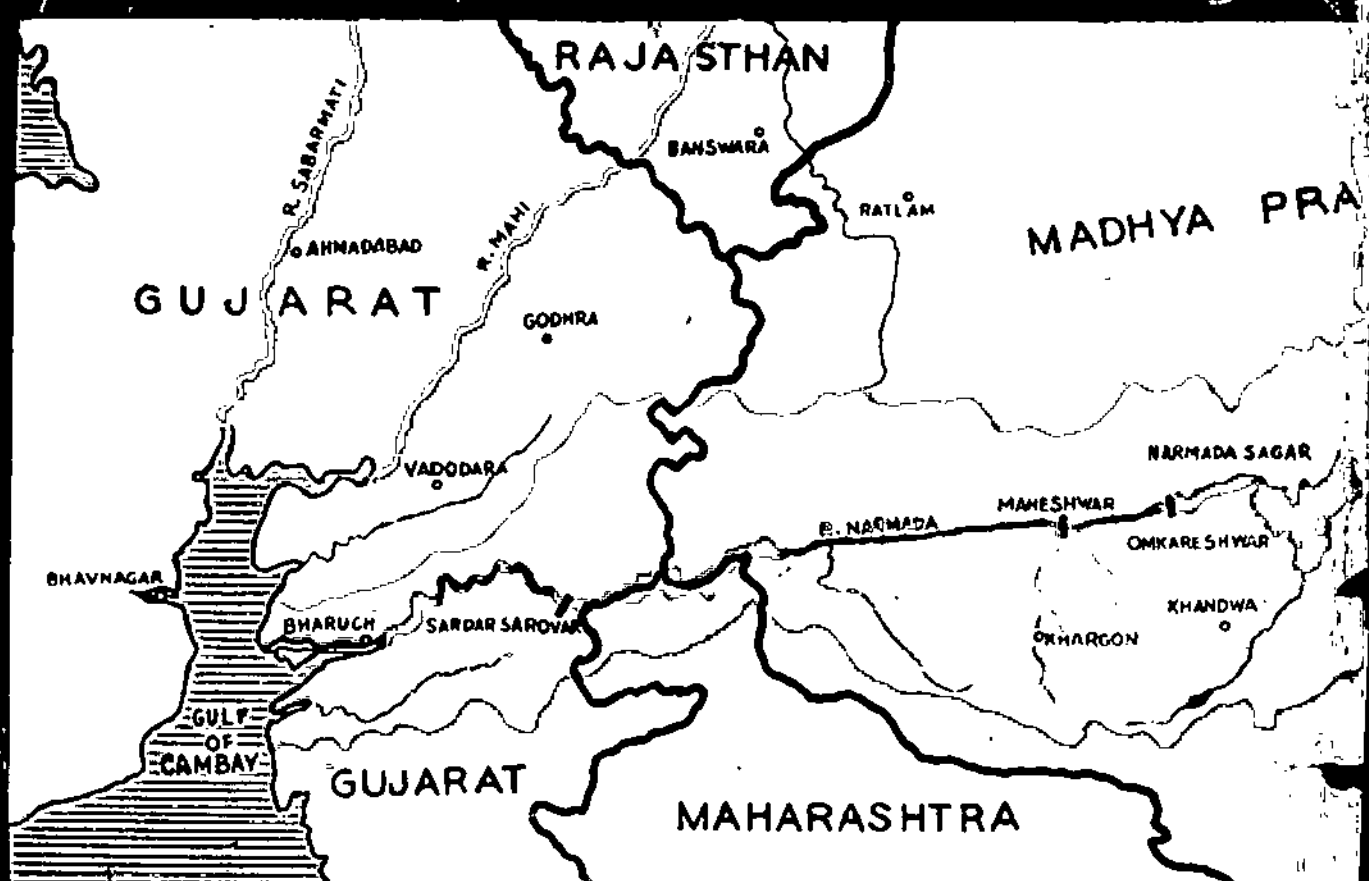 RAJASTHAN
R. SABARMATI
BANSWARA
RATLAM
MADHYA PRA
R. MAHI
AHMADABAD
GUJARAT
GODHRA
VADODARA
NARMADA SAGAR
MAHESHWAR
R. NARMADA
OMKARESHWAR
BHAVNAGAR
KHANDWA
BHARUCH
SARDAR SAROVAR
KHARGON
GULF
OF
CAMBAY
GUJARAT
MAHARASHTRA